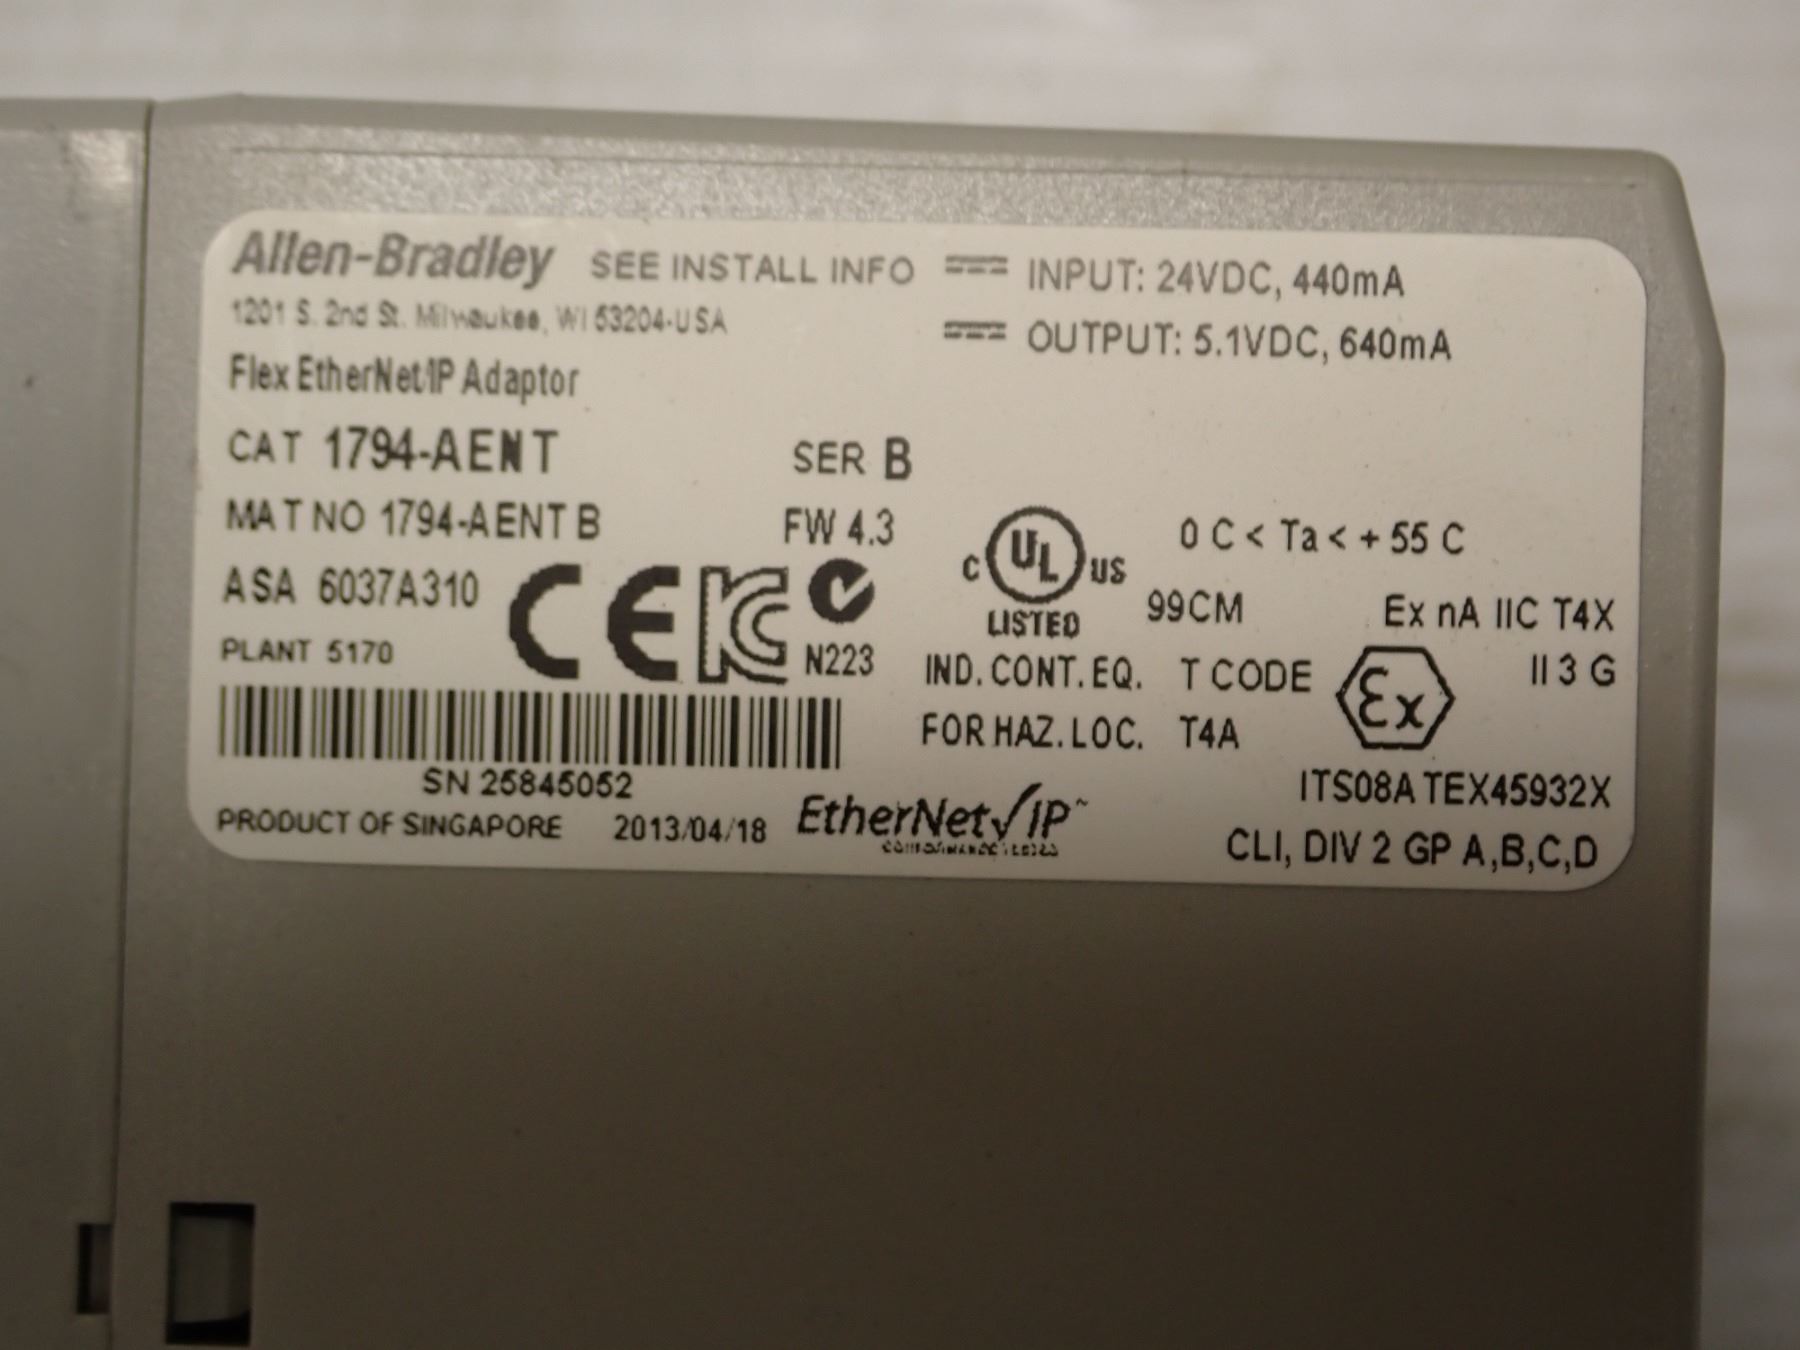 Allen-Bradley SEE INSTALL INFO INPUT: 24VDC, 440mA
1201 S. 2nd St. Milwaukee, WI 53204-USA OUTPUT: 5.1VDC, 640mA
Flex EtherNet/IP Adaptor
CAT 1794-AENT SER B
MAT NO 1794-AENT B FW 4.3
ASA 6037A310
PLANT 5170
CE KC N223
C UL US
LISTED 99CM
IND. CONT. EQ. T CODE
FOR HAZ. LOC. T4A
0 C < Ta < + 55 C
Ex nA IIC T4X
Ex II 3 G
ITS08ATEX45932X
CLI, DIV 2 GP A,B,C,D
SN 25845052
PRODUCT OF SINGAPORE 2013/04/18 EtherNet/IP